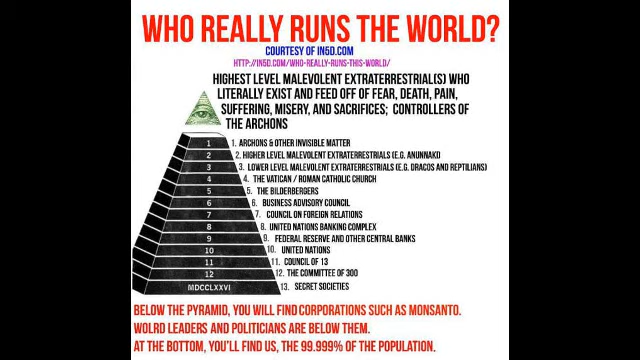 WHO REALLY RUNS THE WORLD?
COURTESY OF IN5D.COM
HTTP://IN5D.COM/WHO-REALLY-RUNS-THIS-WORLD/
HIGHEST LEVEL MALEVOLENT EXTRATERRESTRIAL(S) WHO
LITERALLY EXIST AND FEED OFF OF FEAR, DEATH, PAIN,
SUFFERING, MISERY, AND SACRIFICES; CONTROLLERS OF
THE ARCHONS
1 1. ARCHONS & OTHER INVISIBLE MATTER
2 2. HIGHER LEVEL MALEVOLENT EXTRATERRESTRIALS (E.G. ANUNNAKI)
3 3. LOWER LEVEL MALEVOLENT EXTRATERRESTRIALS (E.G. DRACOS AND REPTILIANS)
4 4. THE VATICAN / ROMAN CATHOLIC CHURCH
5 5. THE BILDERBERGERS
6 6. BUSINESS ADVISORY COUNCIL
7 7. COUNCIL ON FOREIGN RELATIONS
8 8. UNITED NATIONS BANKING COMPLEX
9 9. FEDERAL RESERVE AND OTHER CENTRAL BANKS
10 10. UNITED NATIONS
11 11. COUNCIL OF 13
12 12. THE COMMITTEE OF 300
MDCCLXXVI 13. SECRET SOCIETIES
BELOW THE PYRAMID, YOU WILL FIND CORPORATIONS SUCH AS MONSANTO.
WOLRD LEADERS AND POLITICIANS ARE BELOW THEM.
AT THE BOTTOM, YOU'LL FIND US, THE 99.999% OF THE POPULATION.